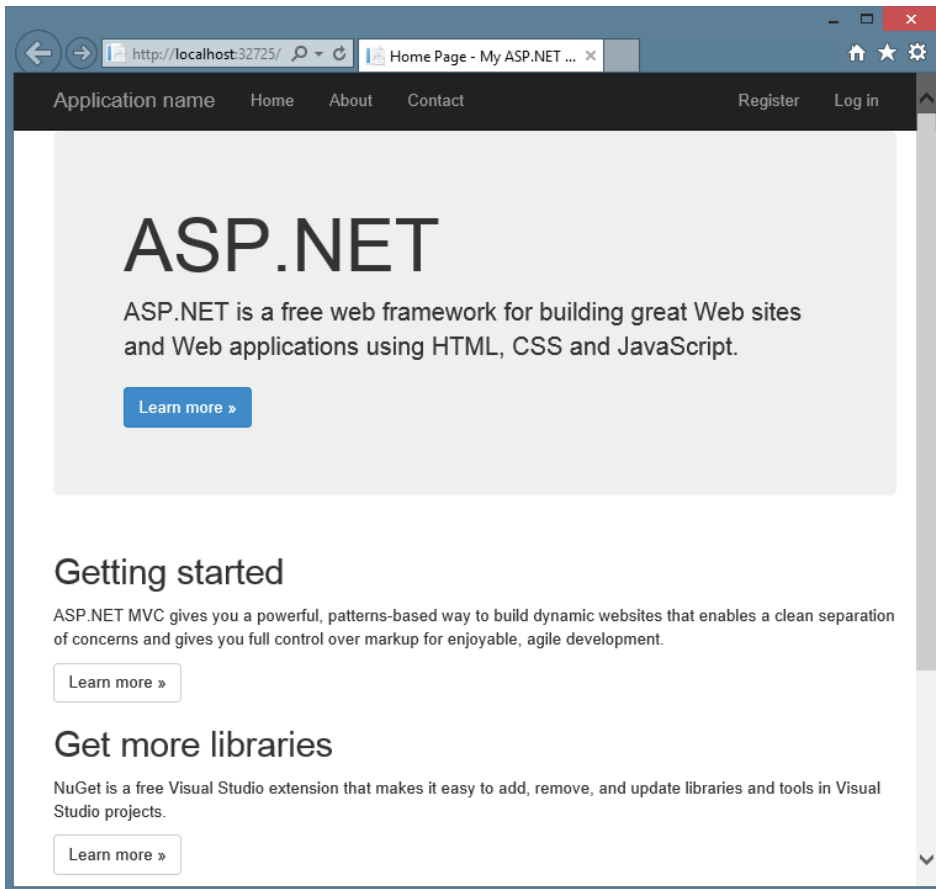 http://localhost:32725/
Home Page - My ASP.NET ...
Application name Home About Contact Register Log in
ASP.NET
ASP.NET is a free web framework for building great Web sites
and Web applications using HTML, CSS and JavaScript.
Learn more »
Getting started
ASP.NET MVC gives you a powerful, patterns-based way to build dynamic websites that enables a clean separation
of concerns and gives you full control over markup for enjoyable, agile development.
Learn more »
Get more libraries
NuGet is a free Visual Studio extension that makes it easy to add, remove, and update libraries and tools in Visual
Studio projects.
Learn more »